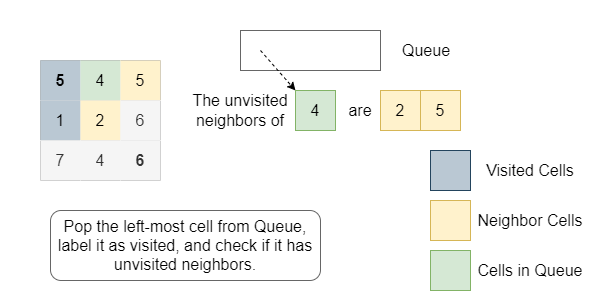 Queue
5 4 5
1 2 6
7 4 6
The unvisited
neighbors of
4
are
2 5
Visited Cells
Neighbor Cells
Cells in Queue
Pop the left-most cell from Queue,
label it as visited, and check if it has
unvisited neighbors.